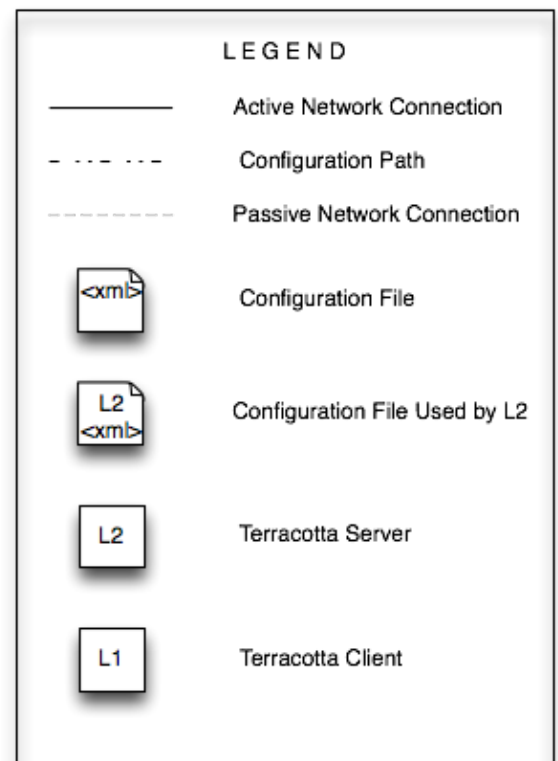 LEGEND
Active Network Connection
Configuration Path
Passive Network Connection
<xml>
Configuration File
L2
<xml>
Configuration File Used by L2
L2
Terracotta Server
L1
Terracotta Client